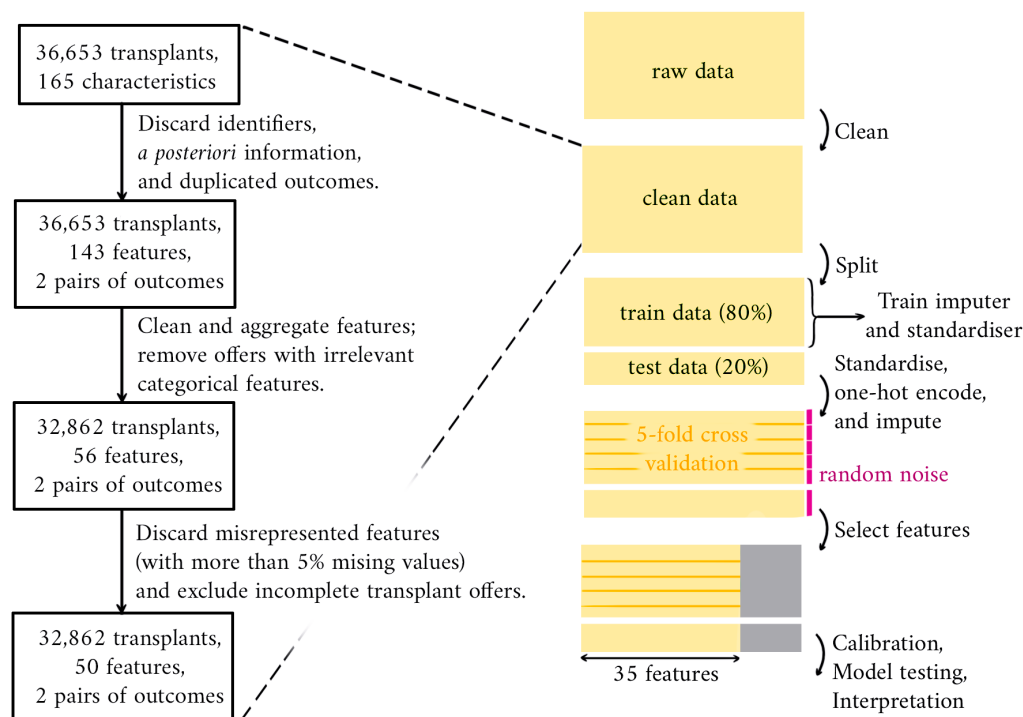 36,653 transplants,
165 characteristics
Discard identifiers,
a posteriori information,
and duplicated outcomes.
36,653 transplants,
143 features,
2 pairs of outcomes
Clean and aggregate features;
remove offers with irrelevant
categorical features.
32,862 transplants,
56 features,
2 pairs of outcomes
Discard misrepresented features
(with more than 5% mising values)
and exclude incomplete transplant offers.
32,862 transplants,
50 features,
2 pairs of outcomes
raw data
Clean
clean data
Split
train data (80%)
Train imputer
and standardiser
test data (20%)
Standardise,
one-hot encode,
and impute
5-fold cross
validation
random noise
Select features
35 features
Calibration,
Model testing,
Interpretation